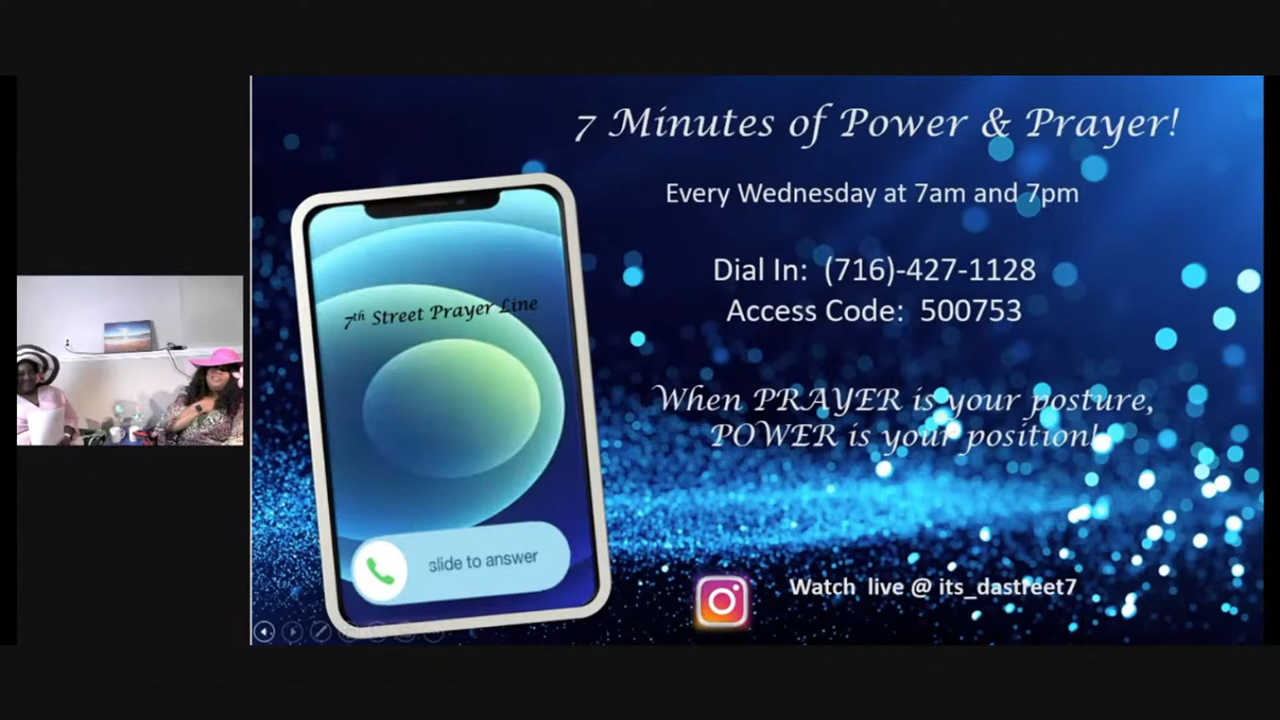 7 Minutes of Power & Prayer!
Every Wednesday at 7am and 7pm
Dial In: (716)-427-1128
Access Code: 500753
7th Street Prayer Line
When PRAYER is your posture,
POWER is your position!
slide to answer
Watch live @ its_dastreet7